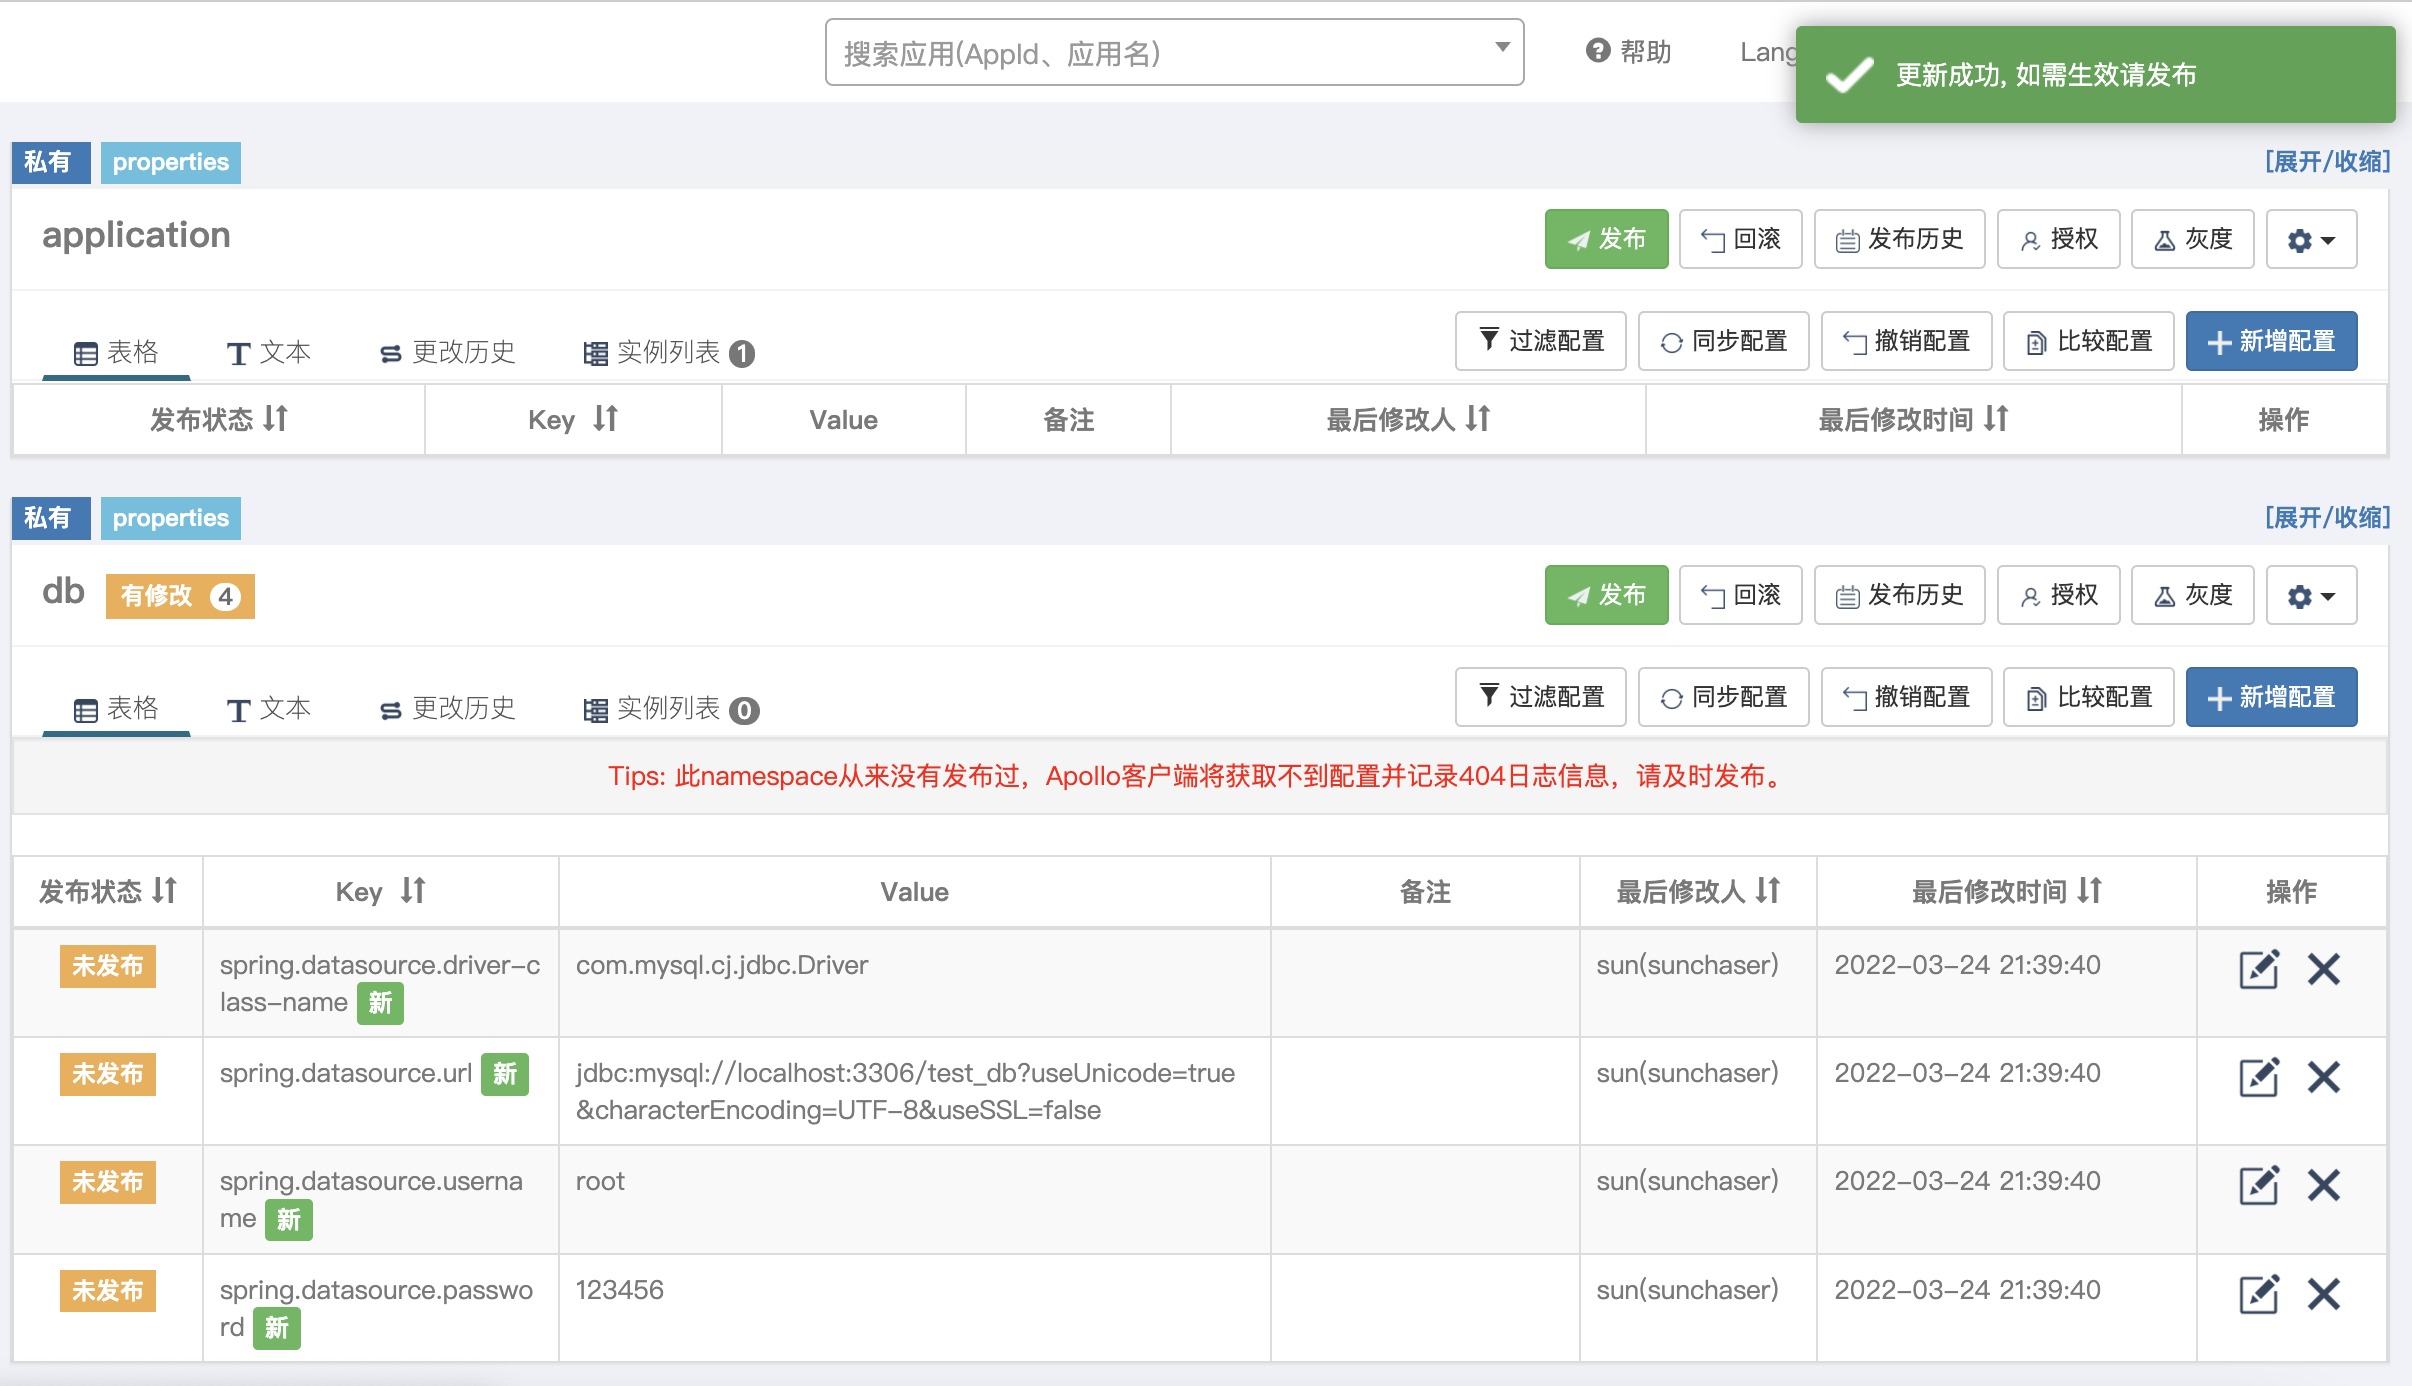 搜索应用(AppId、应用名)
帮助
Lang
更新成功, 如需生效请发布
私有 properties [展开/收缩]
application
发布 回滚 发布历史 授权 灰度
表格 文本 更改历史 实例列表 1
过滤配置 同步配置 撤销配置 比较配置 新增配置
发布状态 Key Value 备注 最后修改人 最后修改时间 操作
私有 properties [展开/收缩]
db 有修改 4
发布 回滚 发布历史 授权 灰度
表格 文本 更改历史 实例列表 0
过滤配置 同步配置 撤销配置 比较配置 新增配置
Tips: 此namespace从来没有发布过，Apollo客户端将获取不到配置并记录404日志信息，请及时发布。
发布状态 Key Value 备注 最后修改人 最后修改时间 操作
未发布 spring.datasource.driver-c com.mysql.cj.jdbc.Driver sun(sunchaser) 2022-03-24 21:39:40
lass-name 新
未发布 spring.datasource.url 新 jdbc:mysql://localhost:3306/test_db?useUnicode=true sun(sunchaser) 2022-03-24 21:39:40
&characterEncoding=UTF-8&useSSL=false
未发布 spring.datasource.userna root sun(sunchaser) 2022-03-24 21:39:40
me 新
未发布 spring.datasource.passwo 123456 sun(sunchaser) 2022-03-24 21:39:40
rd 新